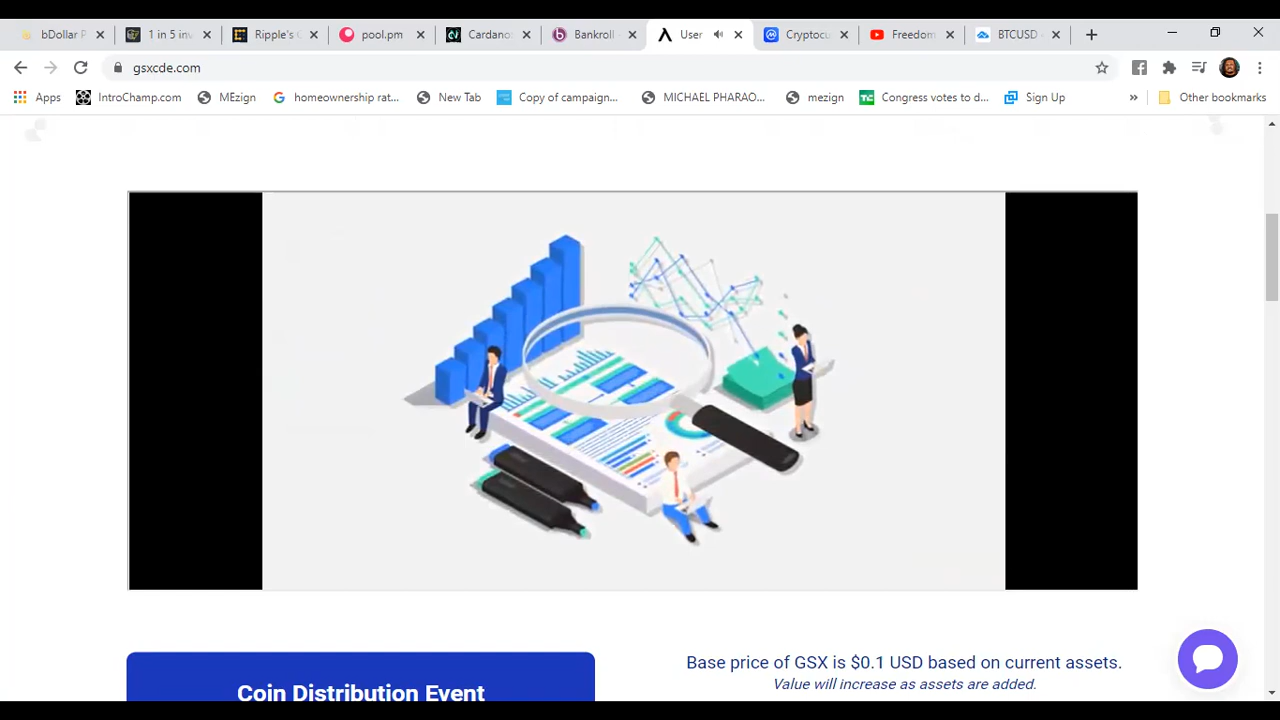 bDollar P
1 in 5 inv
Ripple's C
pool.pm
Cardano
Bankroll -
User
Cryptocu
Freedom
BTCUSD
gsxcde.com
Apps
IntroChamp.com
MEzign
homeownership rat...
New Tab
Copy of campaign...
MICHAEL PHARAO...
mezign
Congress votes to d...
Sign Up
»
Other bookmarks
Coin Distribution Event
Base price of GSX is $0.1 USD based on current assets.
Value will increase as assets are added.